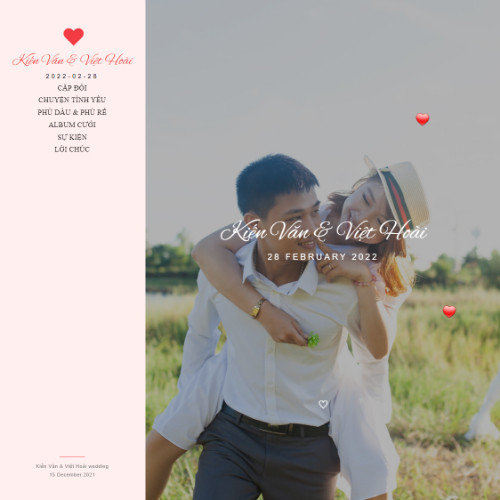 Kiến Văn & Việt Hoài
2022-02-28
CẶP ĐÔI
CHUYỆN TÌNH YÊU
PHÙ DÂU & PHÙ RỂ
ALBUM CƯỚI
SỰ KIỆN
LỜI CHÚC
Kiến Văn & Việt Hoài wedding
15 December 2021
Kiến Văn & Việt Hoài
28 FEBRUARY 2022